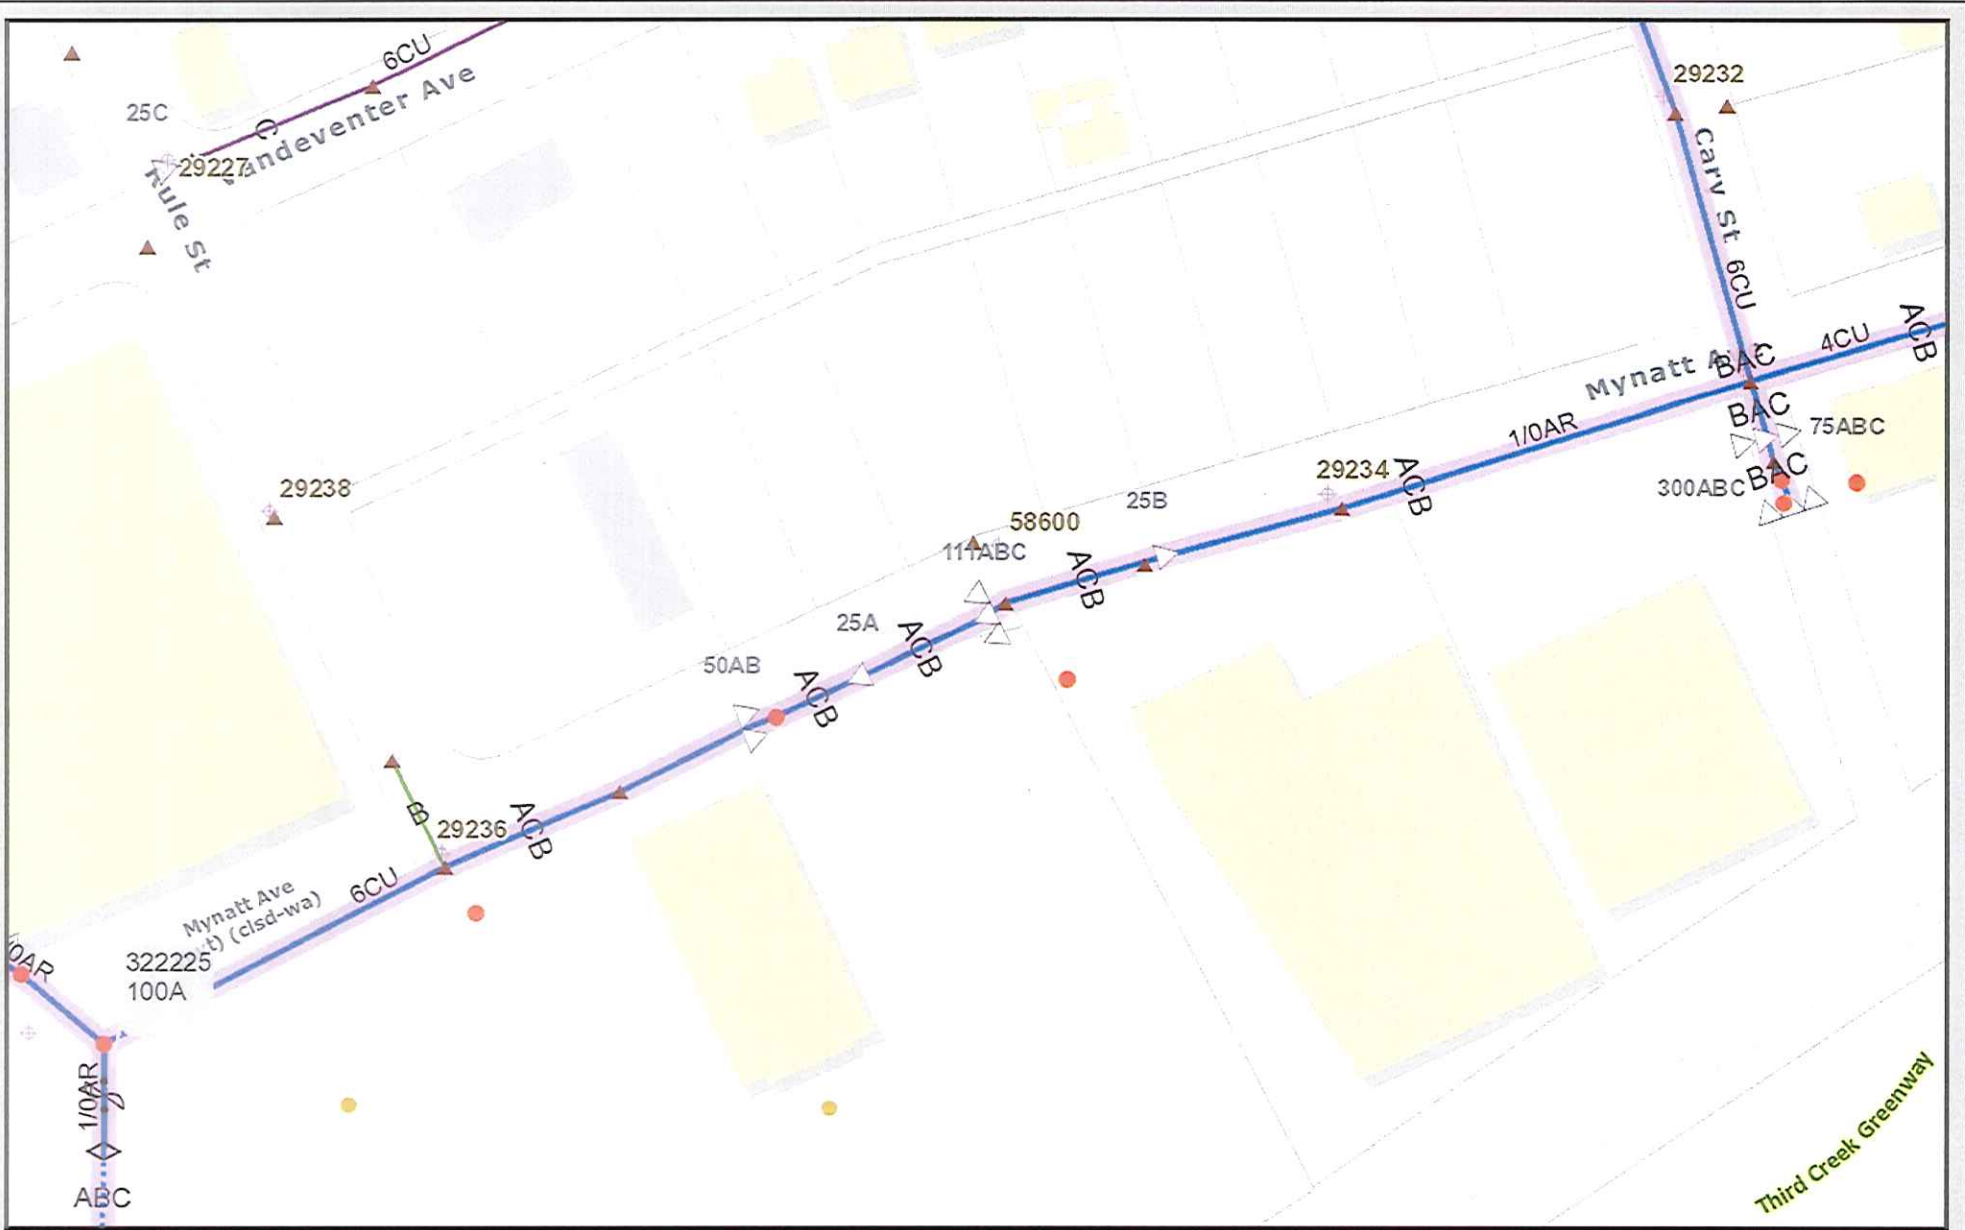 6CU
25C
C
29227
Vandeventer Ave
Rule St
29232
Cary St
6CU
ACB
4CU
BAC
Mynatt
BAC
75ABC
BAC
300ABC
1/0AR
29234
ACB
29238
25B
58600
111ABC
ACB
25A
ACB
50AB
ACB
B
29236
ACB
6CU
Mynatt Ave
(clsd-wa)
322225
100A
1/0AR
ABC
Third Creek Greenway